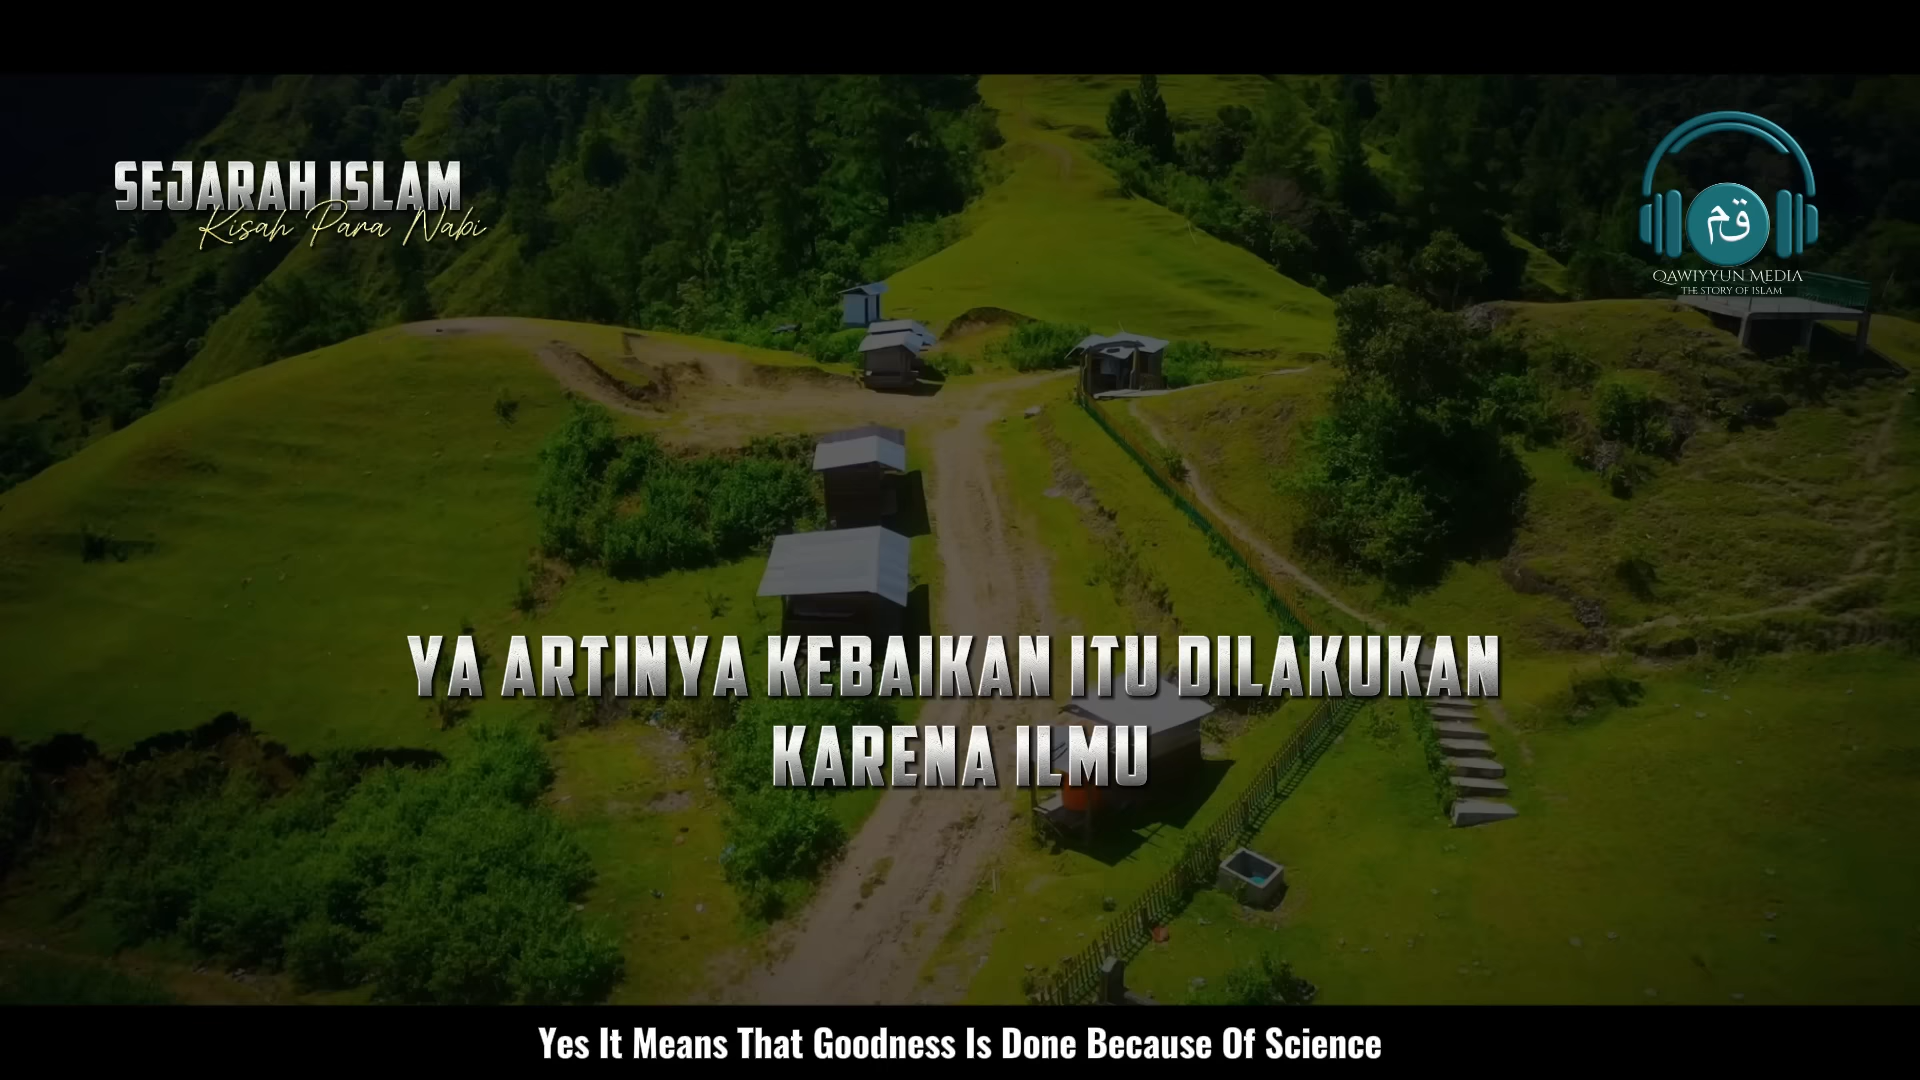 SEJARAH ISLAM
Kisah Para Nabi
قم
QAWIYYUN MEDIA
THE STORY OF ISLAM
YA ARTINYA KEBAIKAN ITU DILAKUKAN
KARENA ILMU
Yes It Means That Goodness Is Done Because Of Science